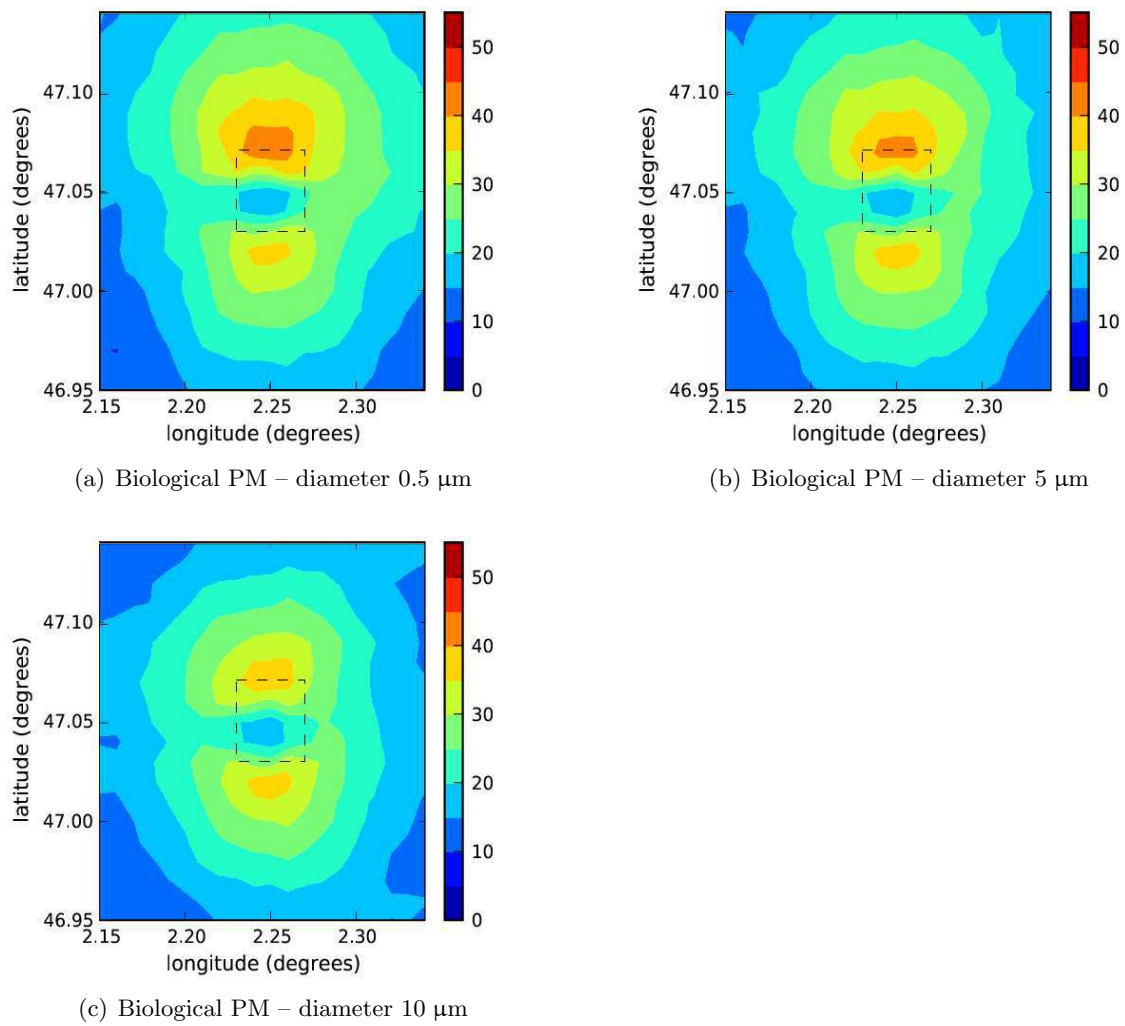 47.10
47.05
47.00
46.95
2.15 2.20 2.25 2.30
latitude (degrees)
longitude (degrees)
50
40
30
20
10
0
(a) Biological PM – diameter 0.5 μm
47.10
47.05
47.00
46.95
2.15 2.20 2.25 2.30
latitude (degrees)
longitude (degrees)
50
40
30
20
10
0
(b) Biological PM – diameter 5 μm
47.10
47.05
47.00
46.95
2.15 2.20 2.25 2.30
latitude (degrees)
longitude (degrees)
50
40
30
20
10
0
(c) Biological PM – diameter 10 μm